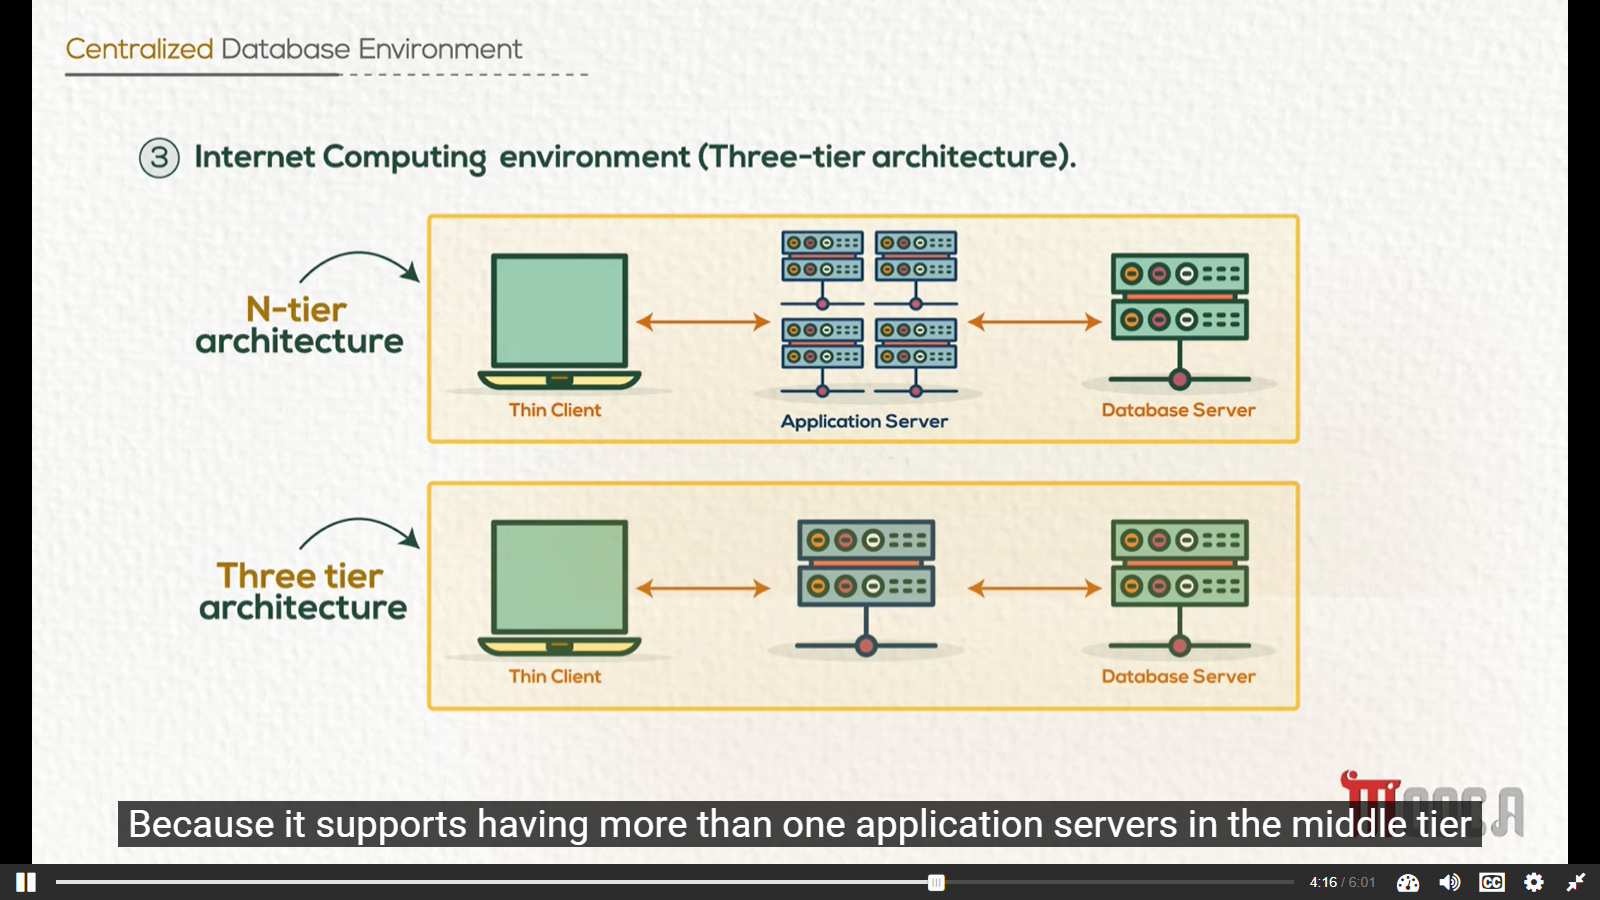 Centralized Database Environment
3 Internet Computing environment (Three-tier architecture).
N-tier
architecture
Thin Client
Application Server
Database Server
Three tier
architecture
Thin Client
Database Server
Because it supports having more than one application servers in the middle tier
4:16 / 6:01
CC